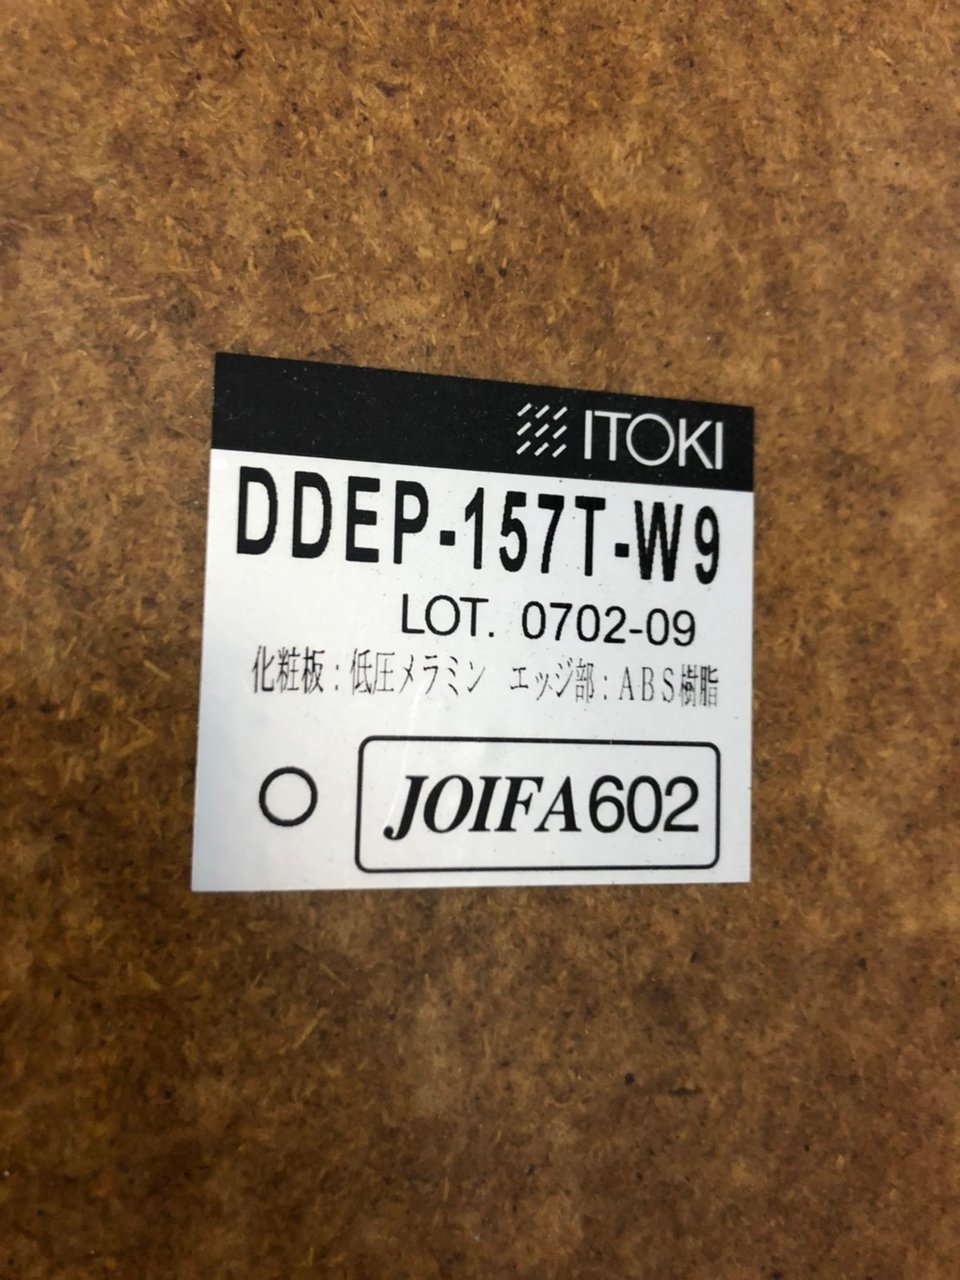 ITOKI
DDEP-157T-W9
LOT. 0702-09
化粧板：低圧メラミン エッジ部：ABS樹脂
JOIFA602